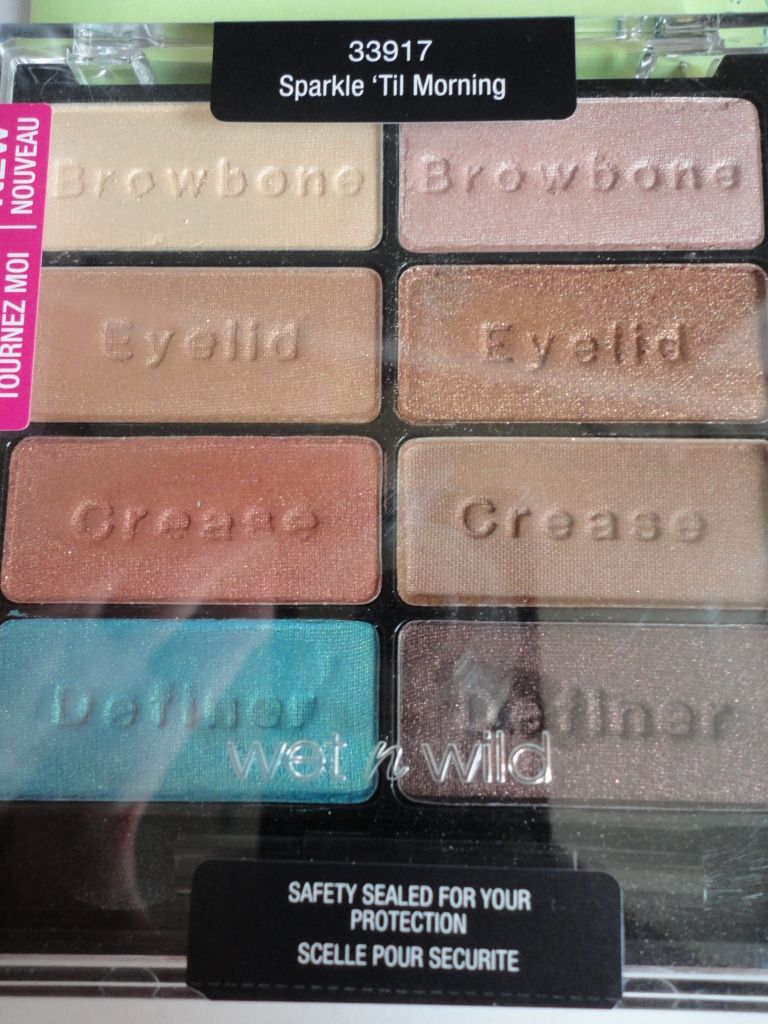 33917
Sparkle 'Til Morning
NEW | NOUVEAU
TOURNEZ MOI
Browbone
Browbone
Eyelid
Eyelid
Crease
Crease
Definer
Definer
wet n wild
SAFETY SEALED FOR YOUR
PROTECTION
SCELLE POUR SECURITE